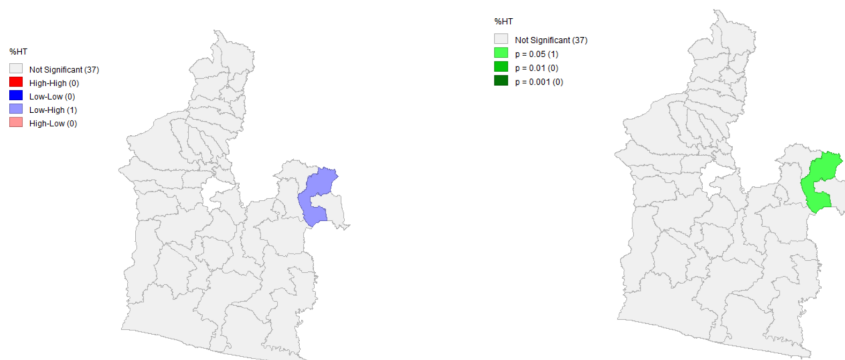 %HT
Not Significant (37)
High-High (0)
Low-Low (0)
Low-High (1)
High-Low (0)
%HT
Not Significant (37)
p = 0.05 (1)
p = 0.01 (0)
p = 0.001 (0)